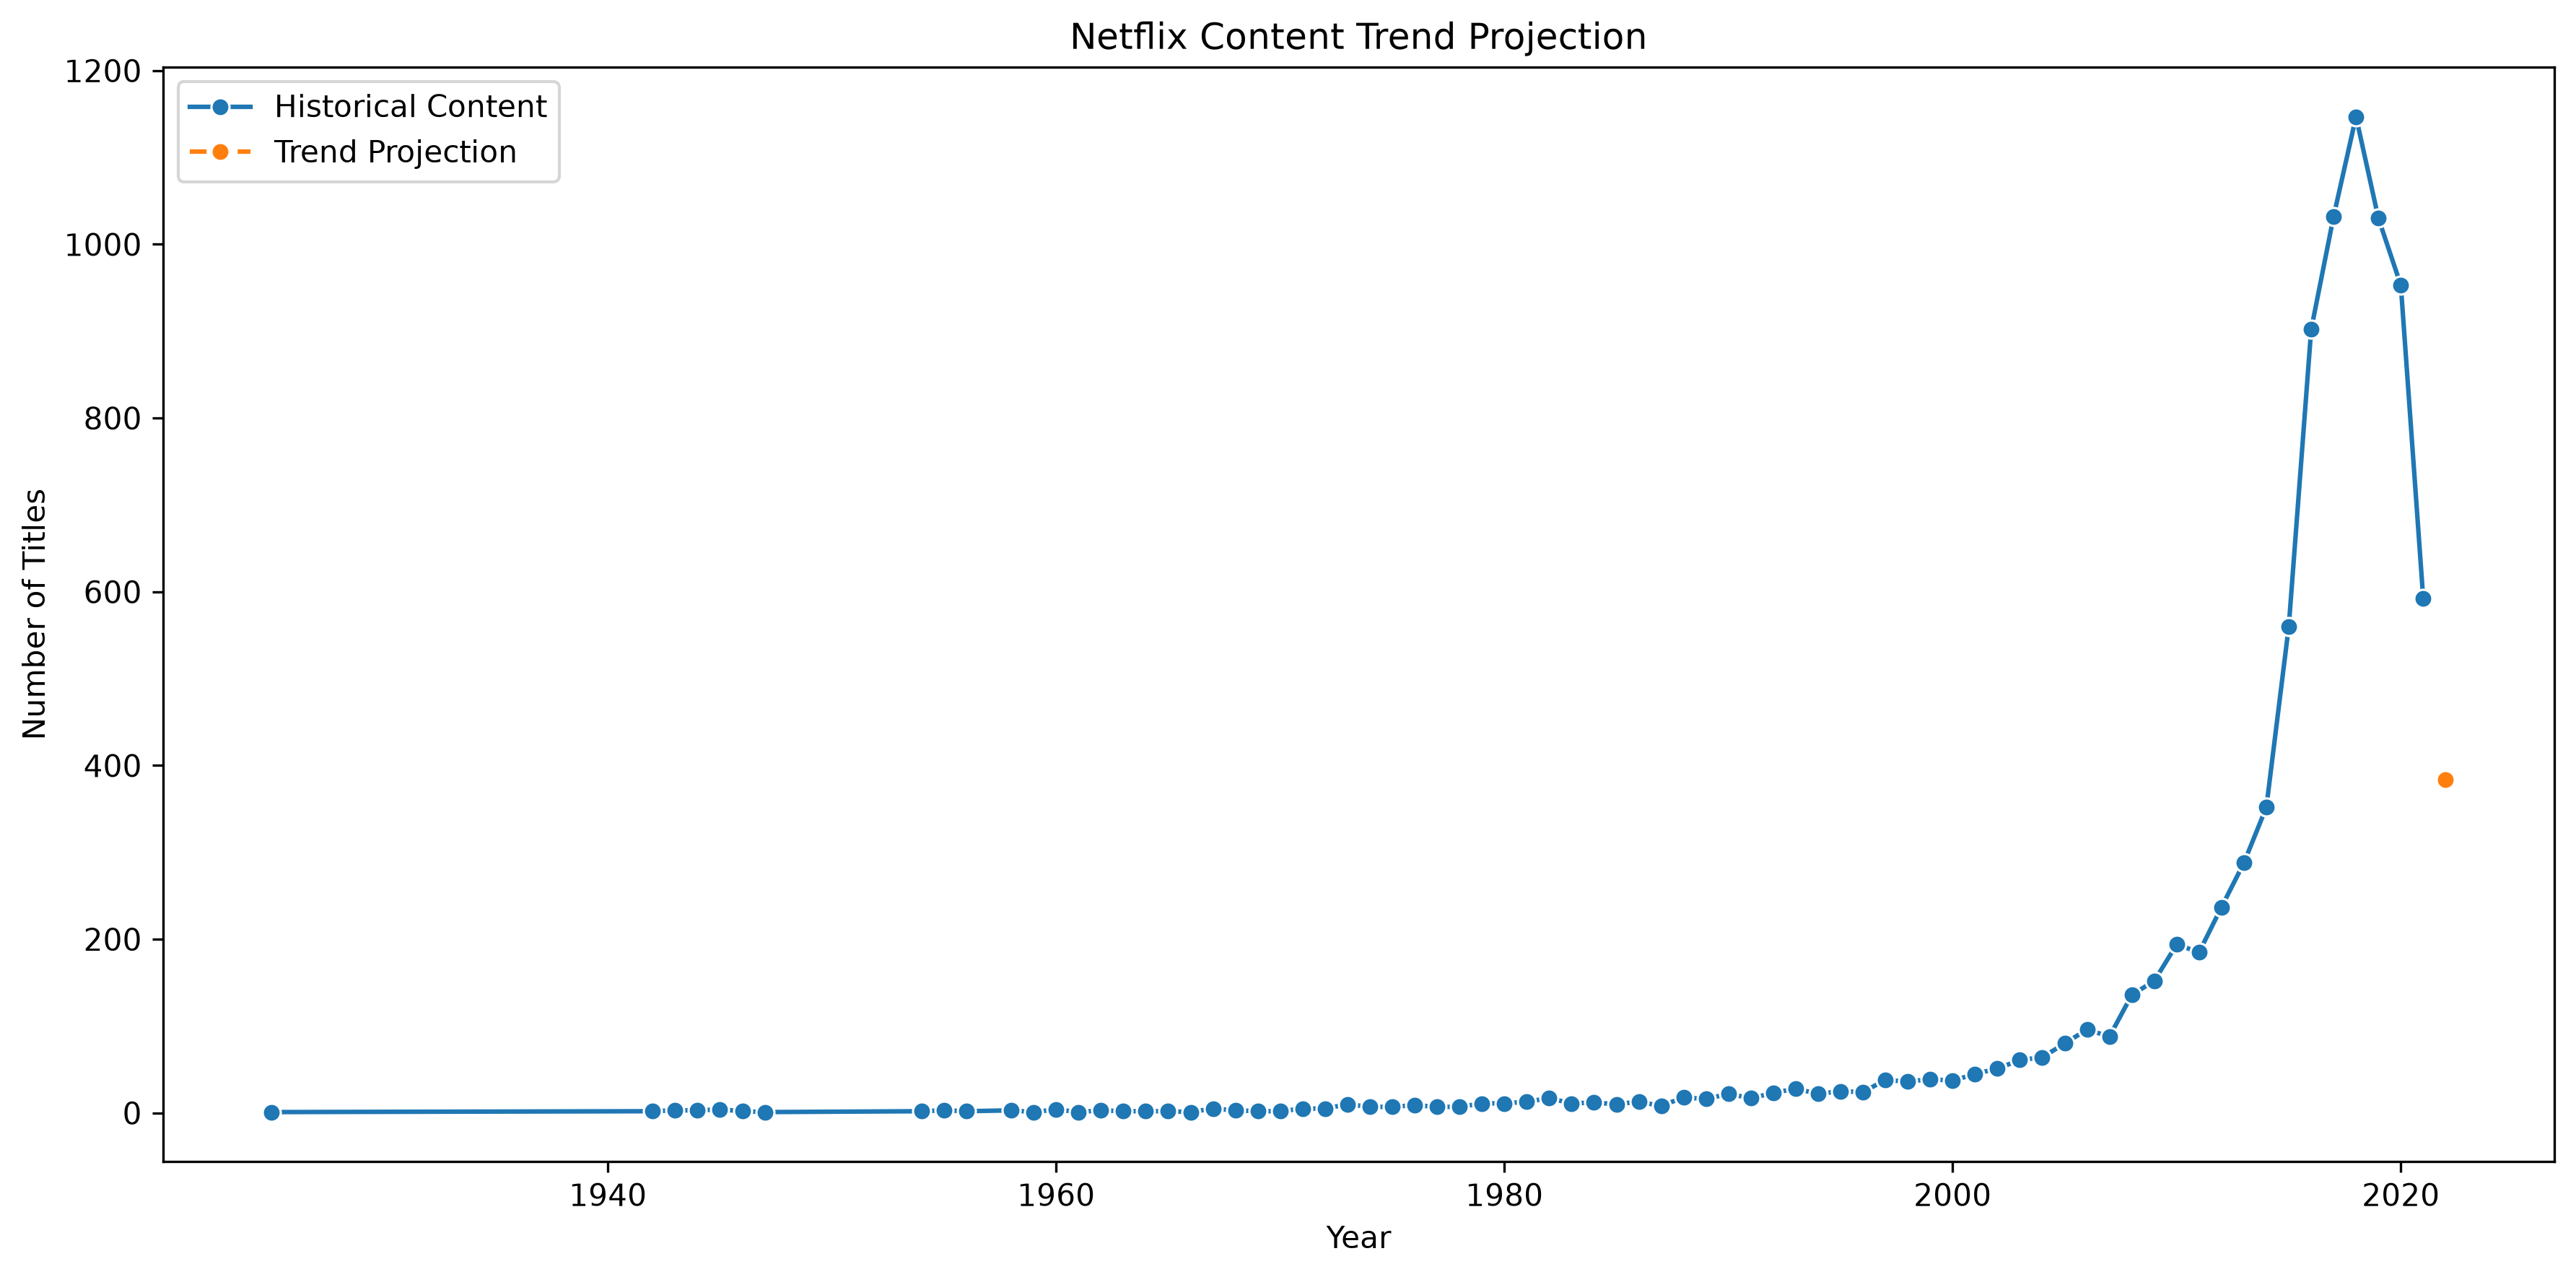 Netflix Content Trend Projection
1200
Historical Content
Trend Projection
1000
800
600
400
200
0
Number of Titles
1940
1960
1980
2000
2020
Year